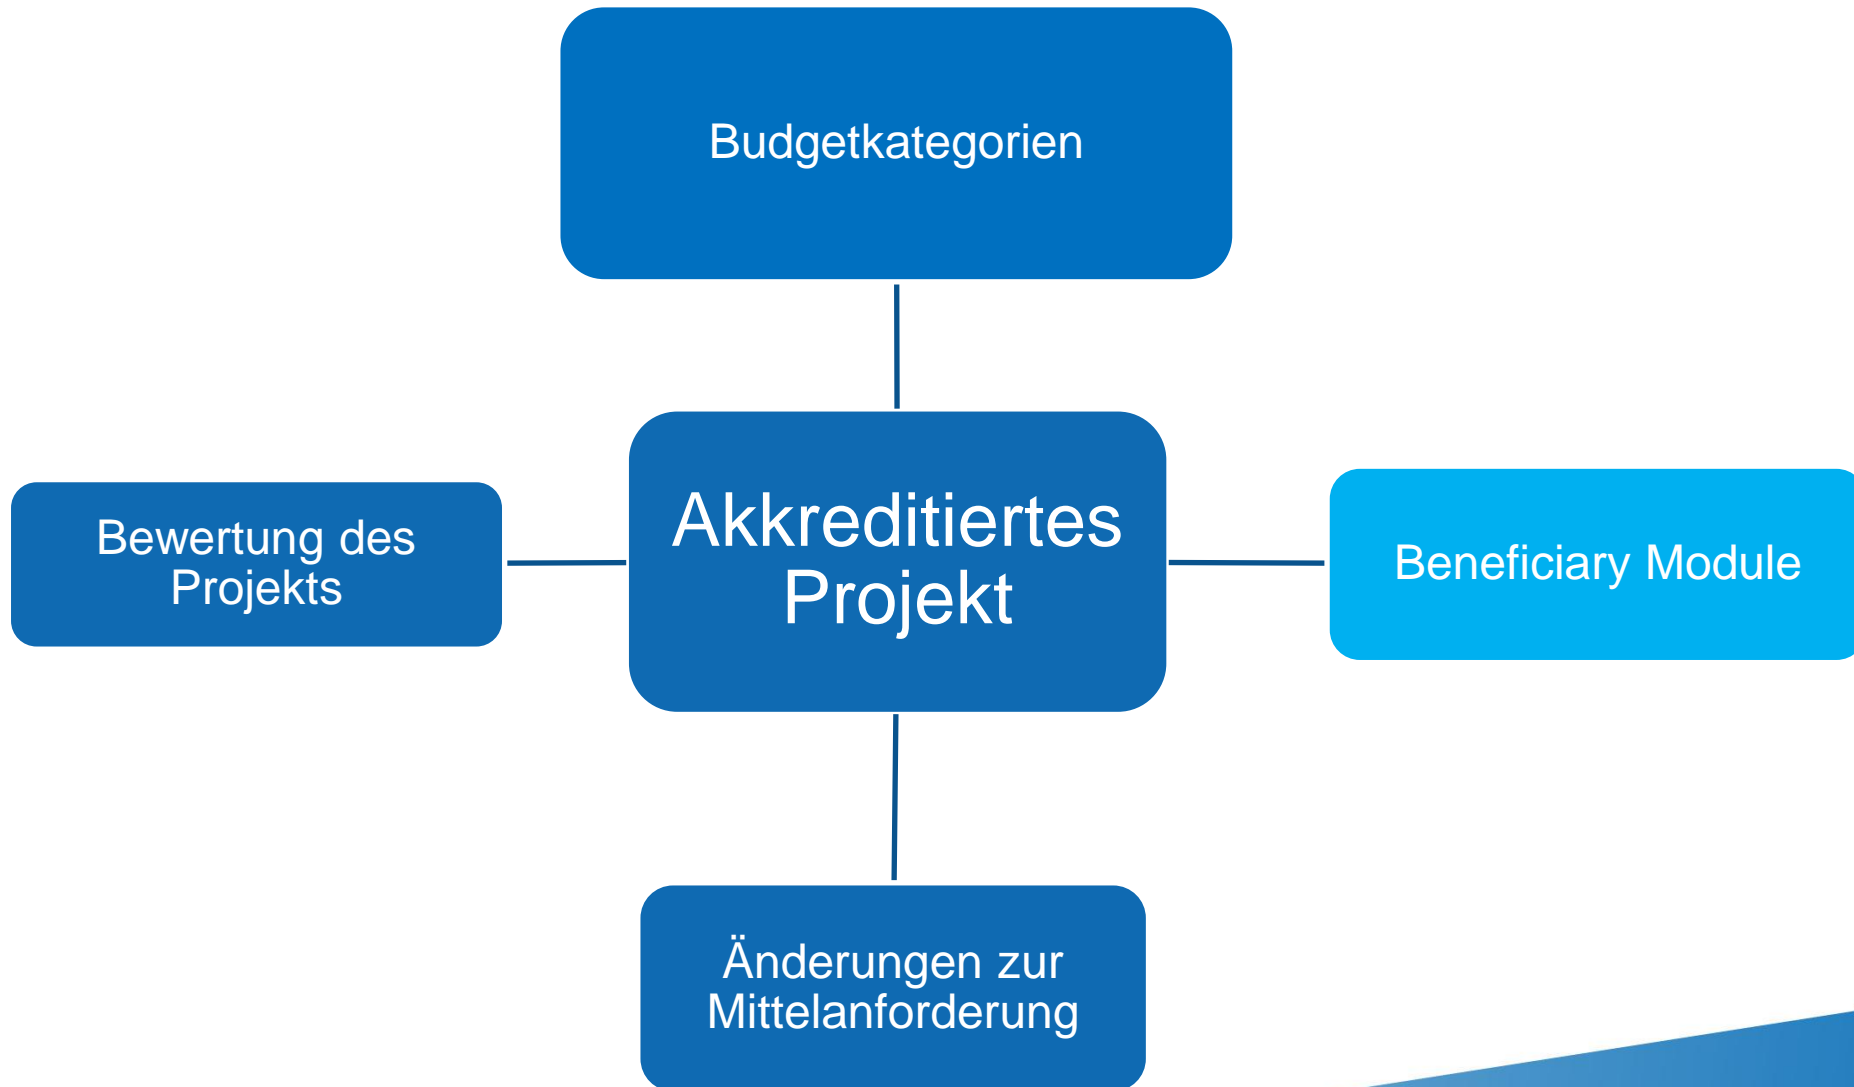 Budgetkategorien
Bewertung des
Projekts
Akkreditiertes
Projekt
Beneficiary Module
Änderungen zur
Mittelanforderung